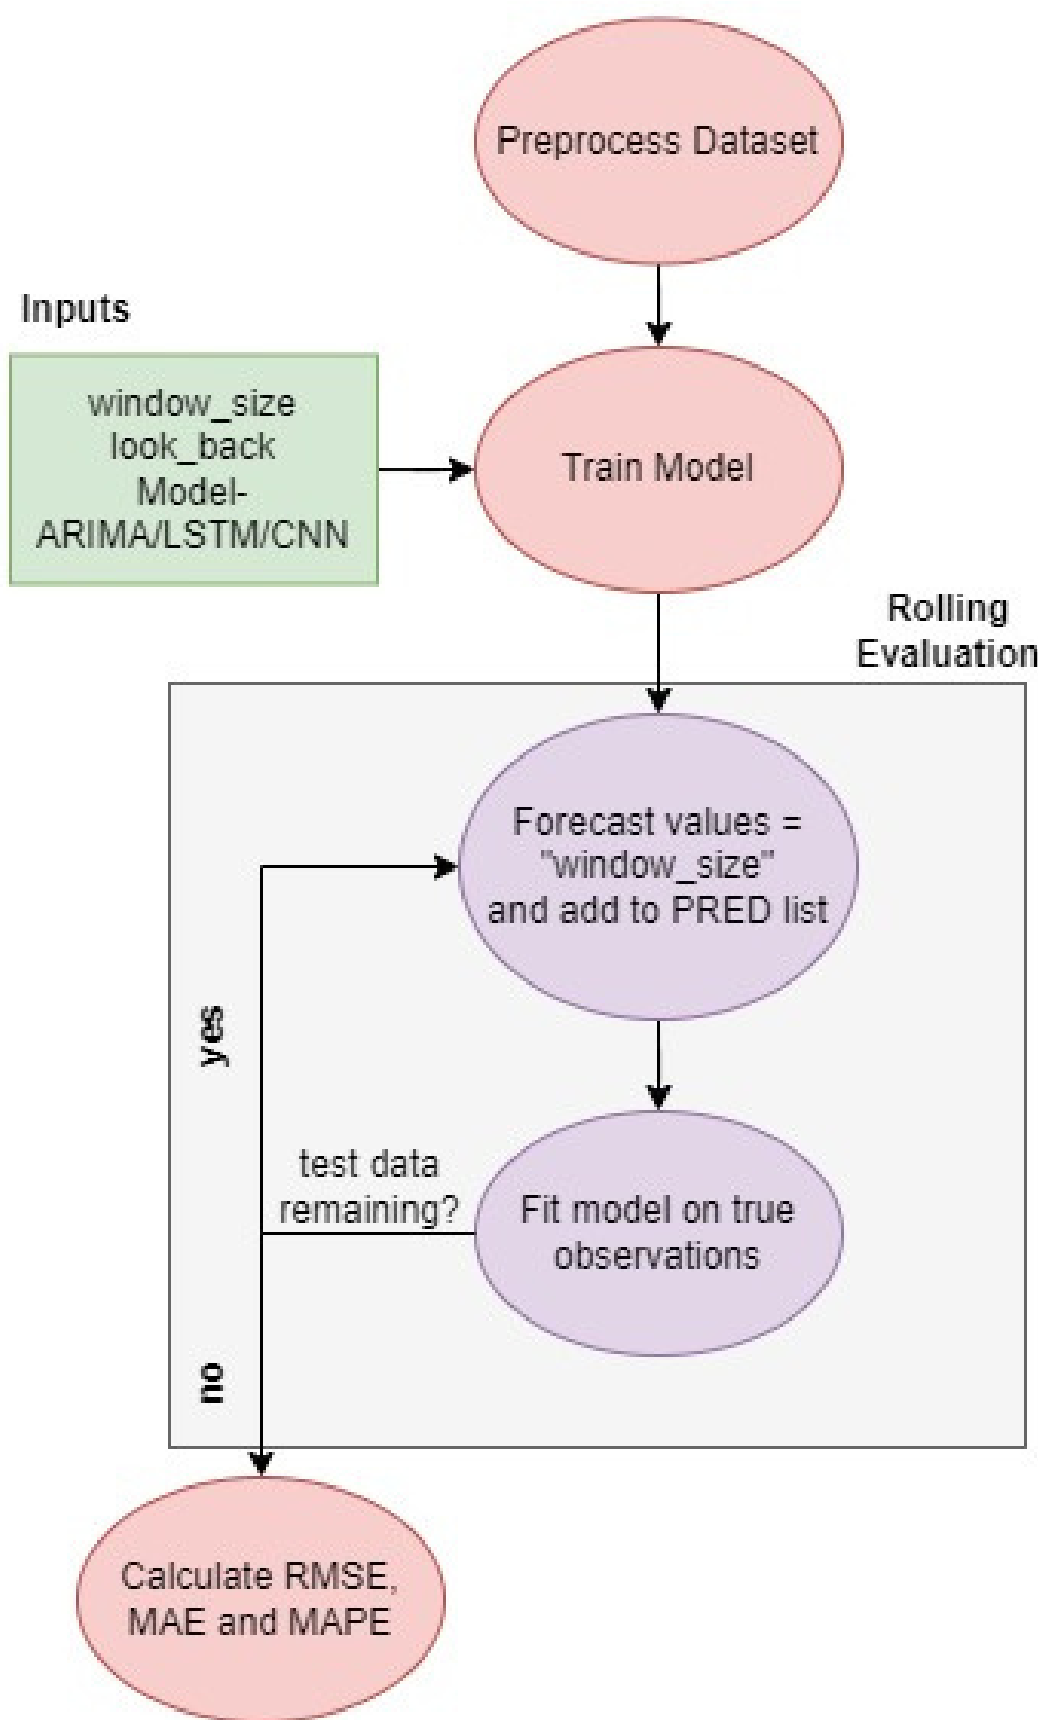 Preprocess Dataset
Inputs
window_size
look_back
Model-
ARIMA/LSTM/CNN
Train Model
Rolling
Evaluation
Forecast values =
"window_size"
and add to PRED list
yes
test data
remaining?
Fit model on true
observations
no
Calculate RMSE,
MAE and MAPE